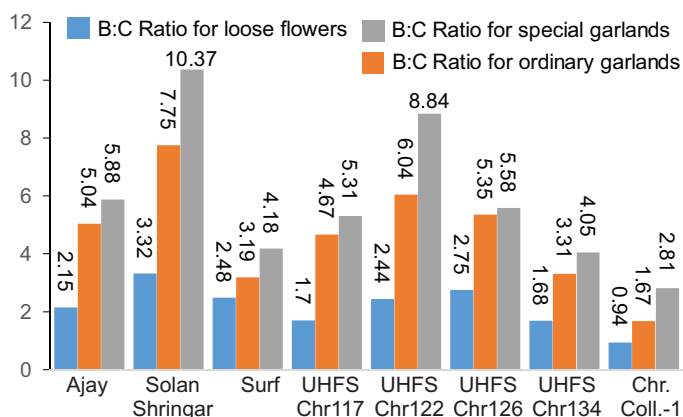 12
10
8
6
4
2
0
B:C Ratio for loose flowers
B:C Ratio for special garlands
B:C Ratio for ordinary garlands
2.15
5.04
5.88
3.32
7.75
10.37
2.48
3.19
4.18
1.7
4.67
5.31
2.44
6.04
8.84
2.75
5.35
5.58
1.68
3.31
4.05
0.94
1.67
2.81
Ajay
Solan
Shringar
Surf
UHFS
Chr117
UHFS
Chr122
UHFS
Chr126
UHFS
Chr134
Chr.
Coll.-1